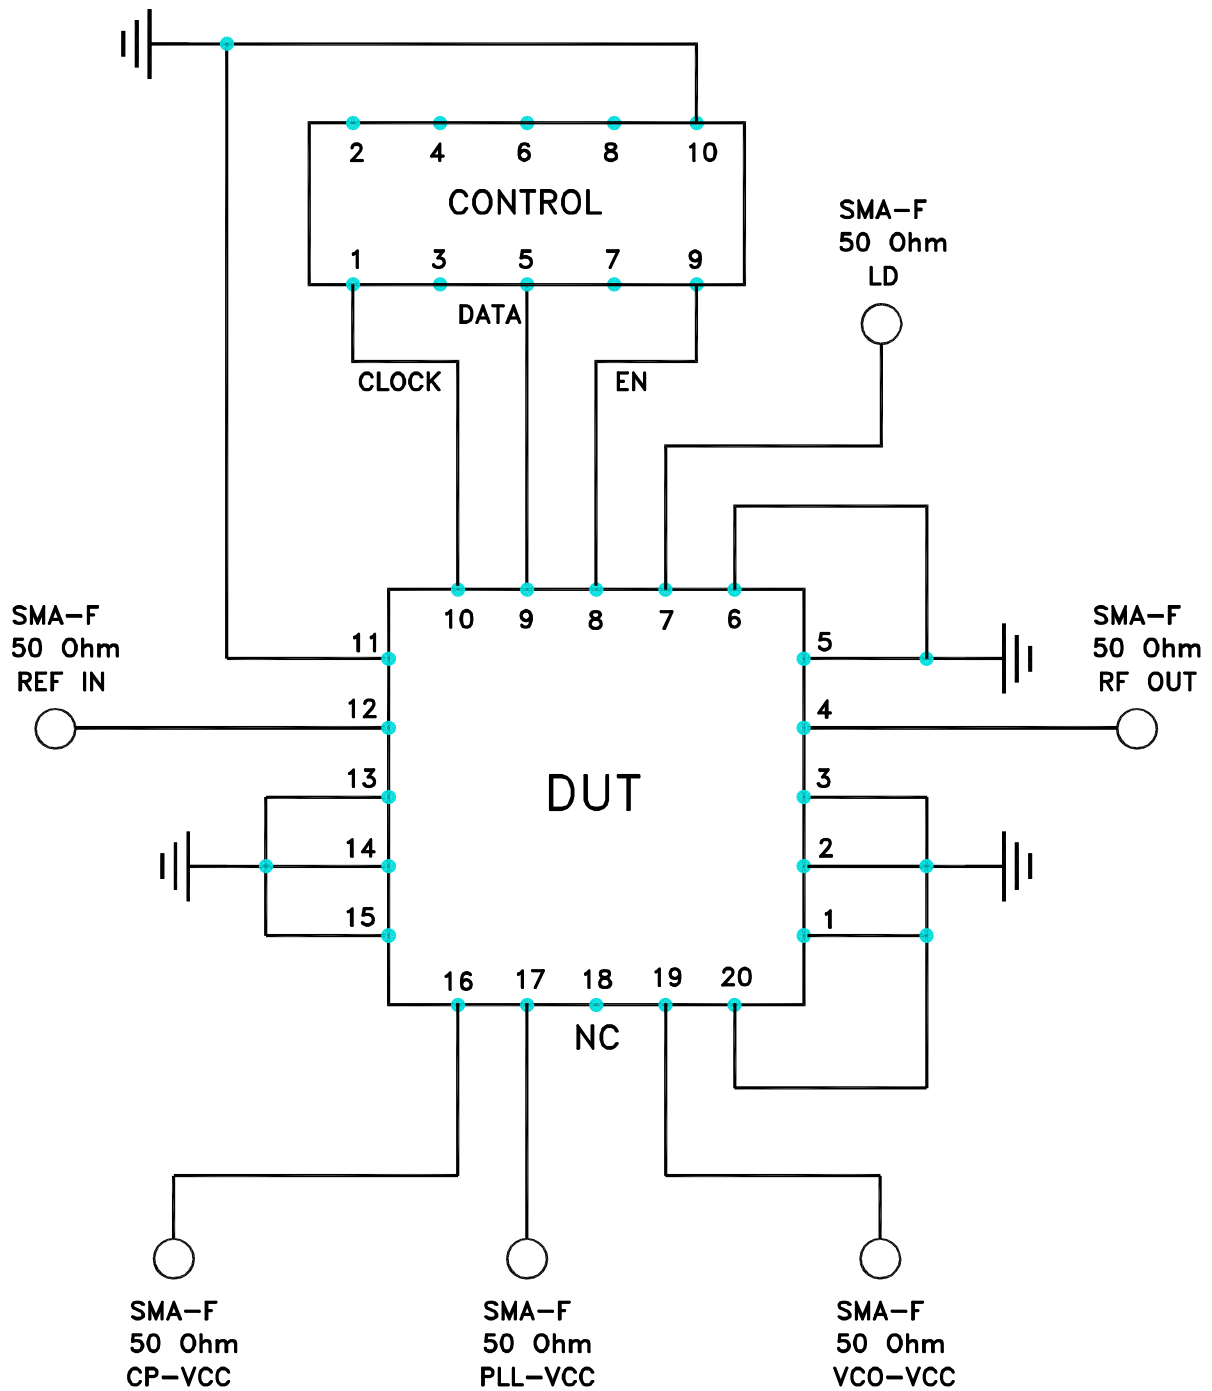 2 4 6 8 10
CONTROL
1 3 5 7 9
DATA
CLOCK
EN
SMA-F
50 Ohm
LD
10 9 8 7 6
SMA-F
50 Ohm
REF IN
11
12
13
14
15
DUT
5
4
3
2
1
SMA-F
50 Ohm
RF OUT
16 17 18 19 20
NC
SMA-F
50 Ohm
CP-VCC
SMA-F
50 Ohm
PLL-VCC
SMA-F
50 Ohm
VCO-VCC